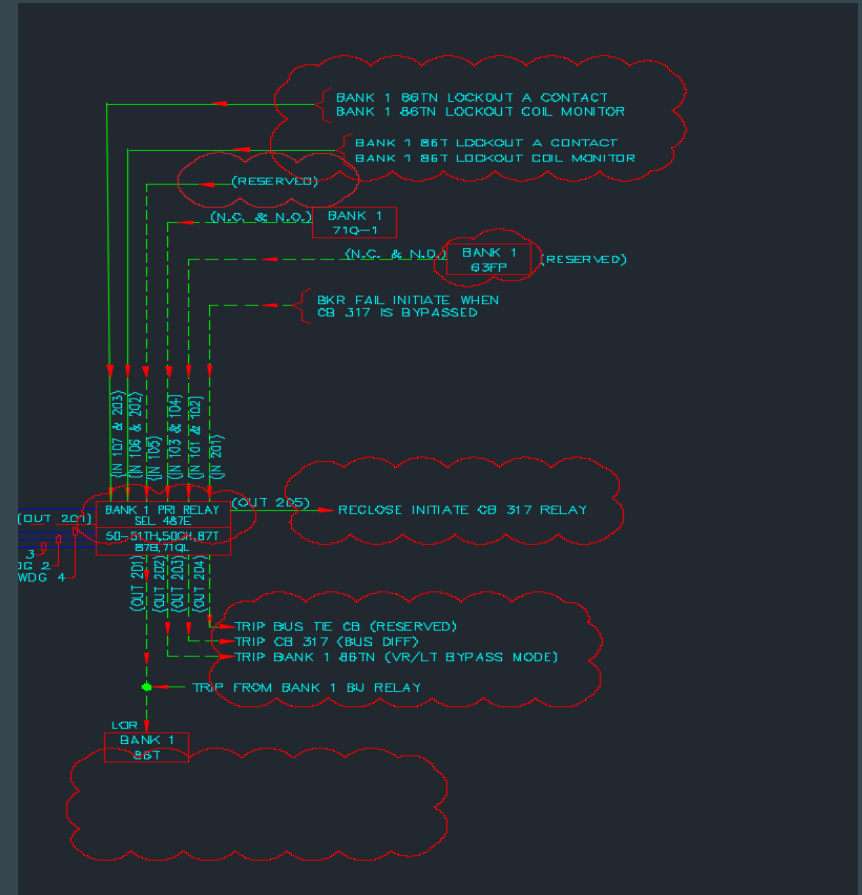 BANK 1 86TN LOCKOUT A CONTACT
BANK 1 86TN LOCKOUT COIL MONITOR
BANK 1 86T LOCKOUT A CONTACT
BANK 1 86T LOCKOUT COIL MONITOR
(RESERVED)
(N.C. & N.O.)
BANK 1
71Q-1
(N.C. & N.O.)
BANK 1
63FP
(RESERVED)
BKR FAIL INITIATE WHEN
CB 317 IS BYPASSED
(IN 107 & 203)
(IN 106 & 202)
(IN 105)
(IN 103 & 104)
(IN 101 & 102)
(IN 201)
(OUT 205)
RECLOSE INITIATE CB 317 RELAY
(OUT 201)
BANK 1 PRI RELAY
SEL 487E
50-51TH,50CH,87T
87B,71QL
3
2
WDG 4
(OUT 201)
(OUT 202)
(OUT 203)
(OUT 204)
TRIP BUS TIE CB (RESERVED)
TRIP CB 317 (BUS DIFF)
TRIP BANK 1 86TN (VR/LT BYPASS MODE)
TRIP FROM BANK 1 BU RELAY
LOR
BANK 1
86T